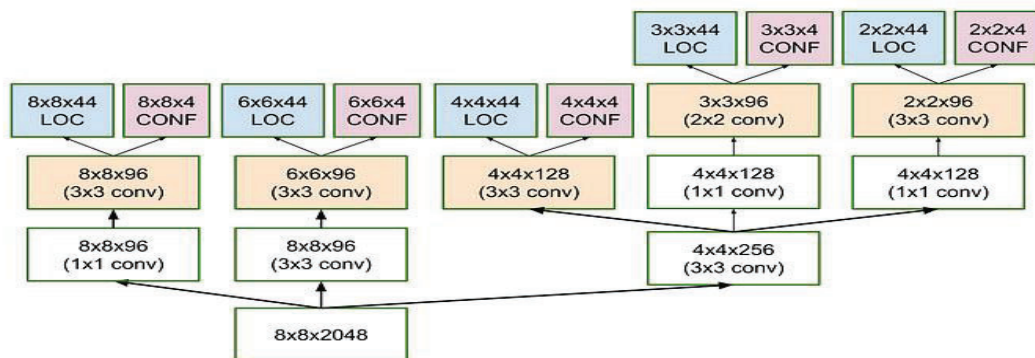 3x3x44
LOC
3x3x4
CONF
2x2x44
LOC
2x2x4
CONF
8x8x44
LOC
8x8x4
CONF
6x6x44
LOC
6x6x4
CONF
4x4x44
LOC
4x4x4
CONF
3x3x96
(2x2 conv)
2x2x96
(3x3 conv)
8x8x96
(3x3 conv)
6x6x96
(3x3 conv)
4x4x128
(3x3 conv)
4x4x128
(1x1 conv)
4x4x128
(1x1 conv)
8x8x96
(1x1 conv)
8x8x96
(3x3 conv)
4x4x256
(3x3 conv)
8x8x2048